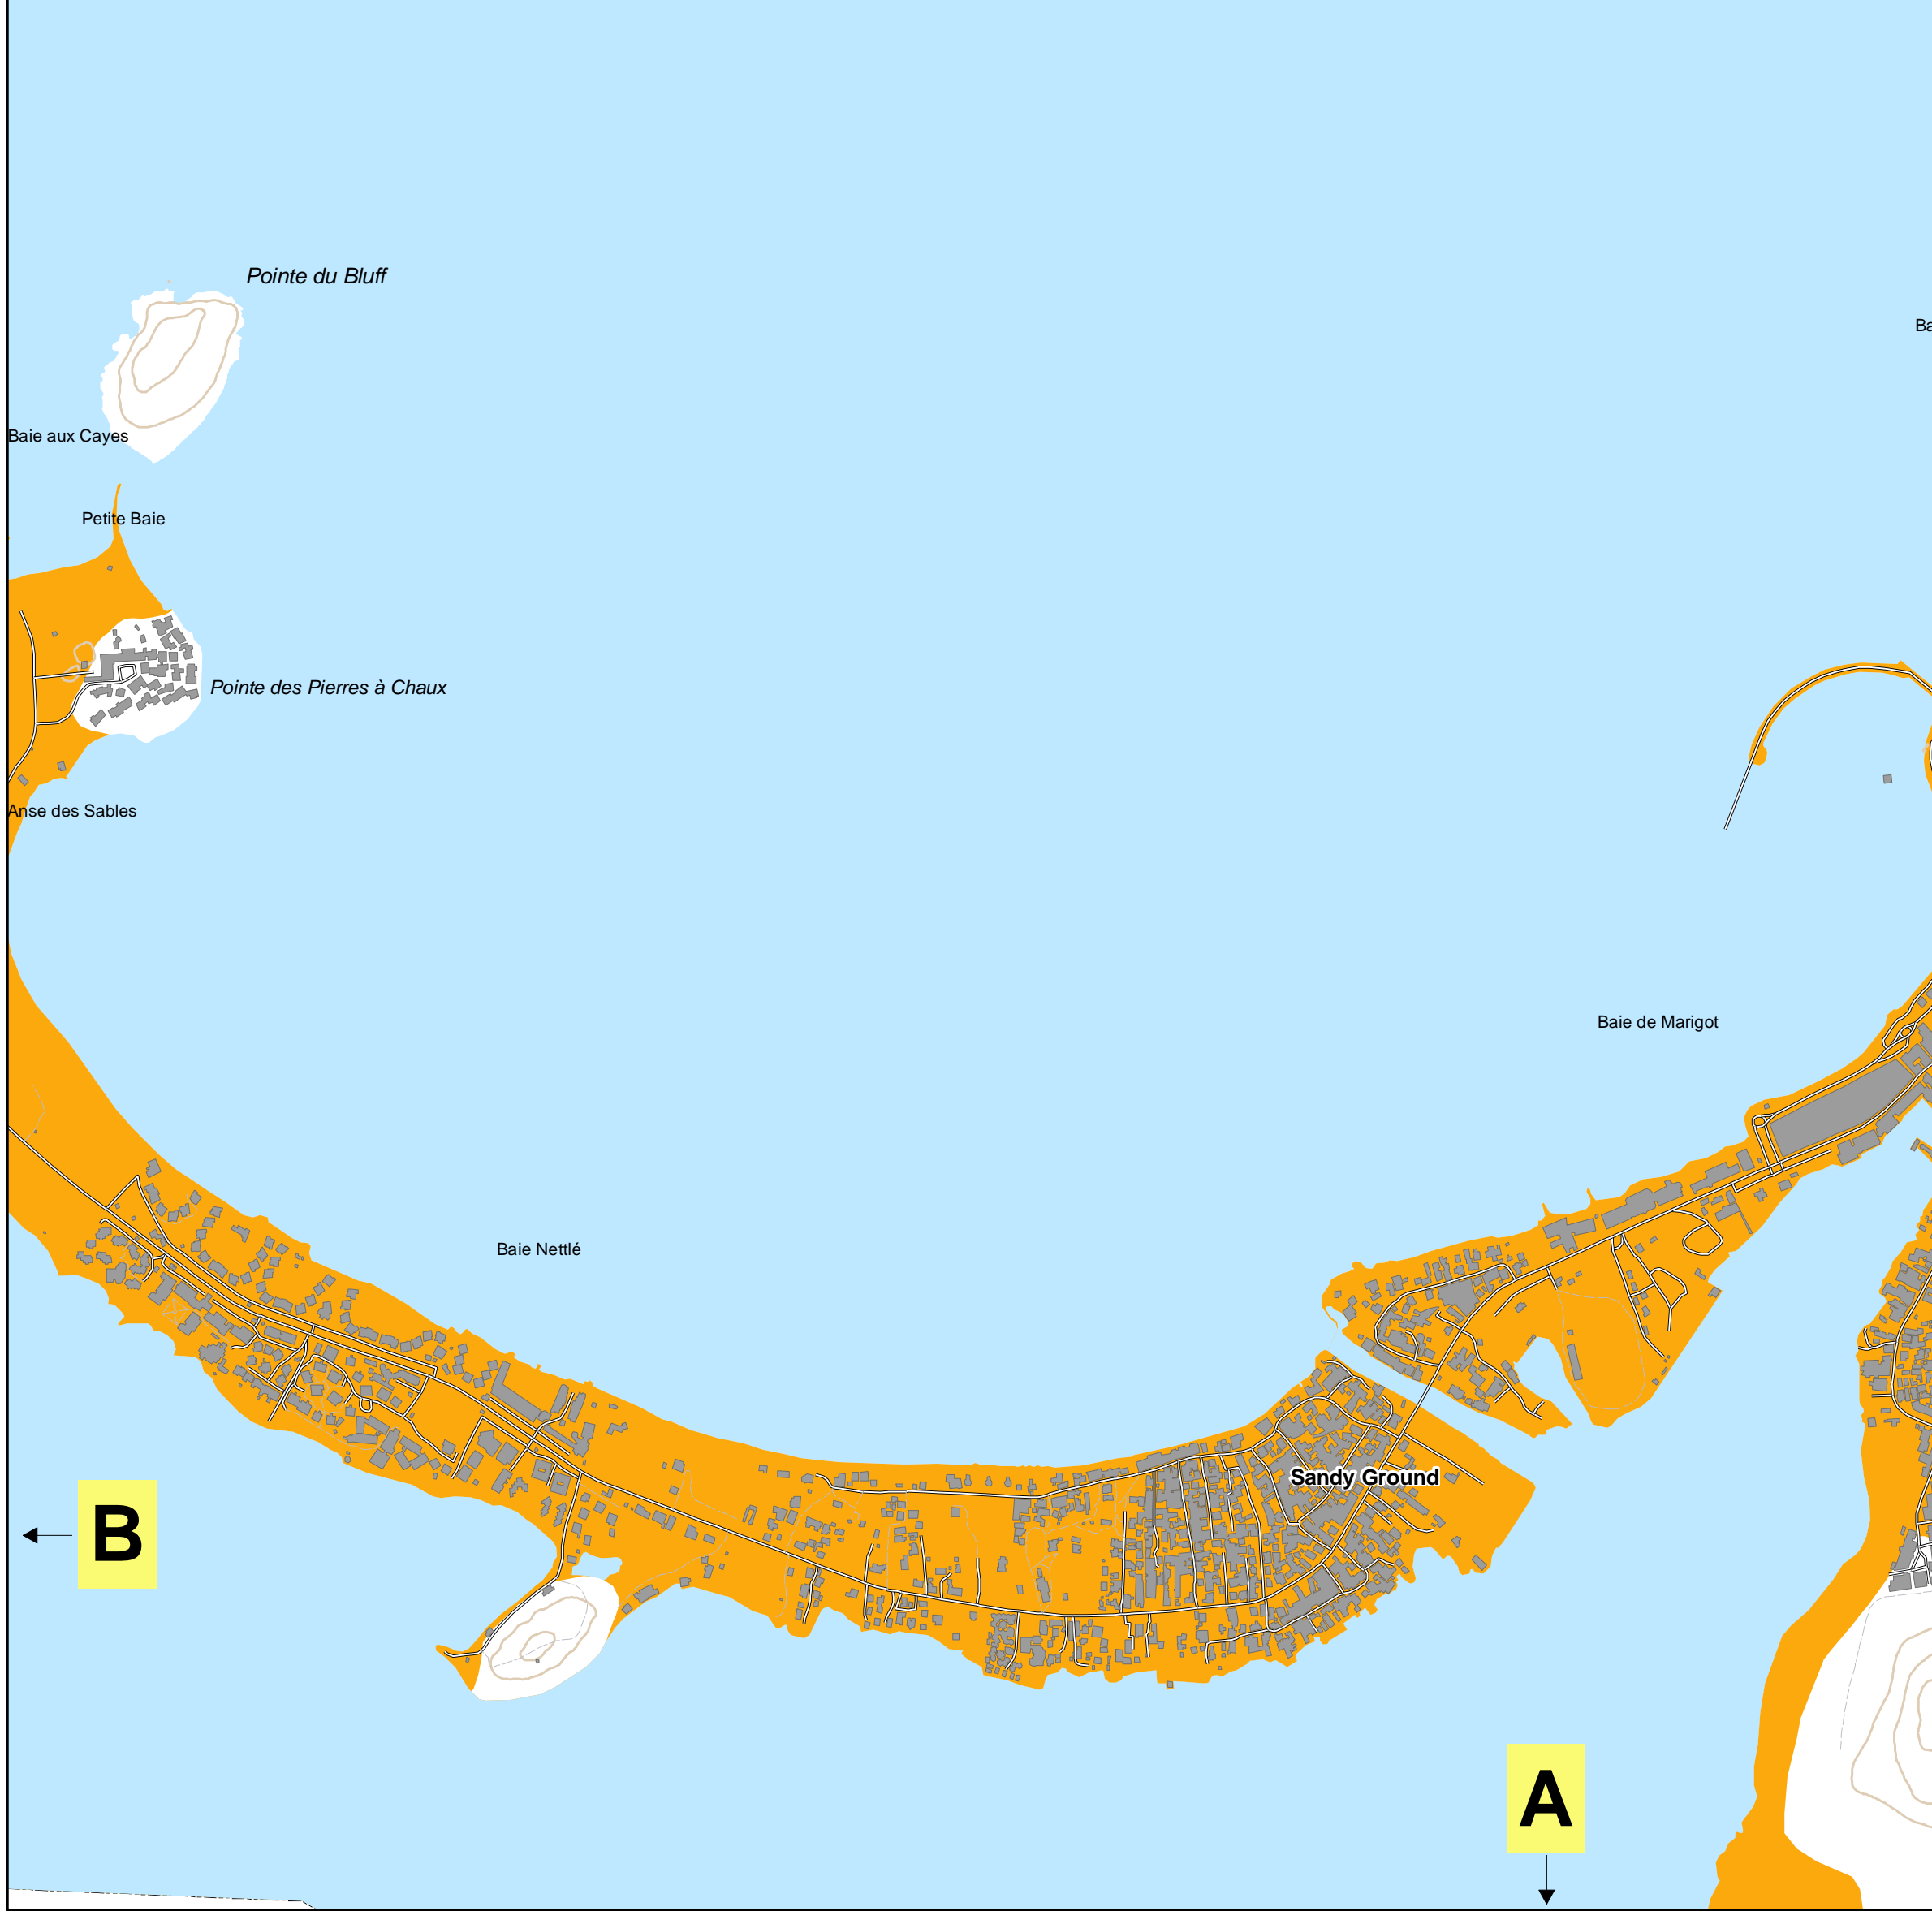 Pointe du Bluff
Ba
Baie aux Cayes
Petite Baie
Pointe des Pierres à Chaux
Anse des Sables
Baie de Marigot
Baie Nettlé
Sandy Ground
B
A